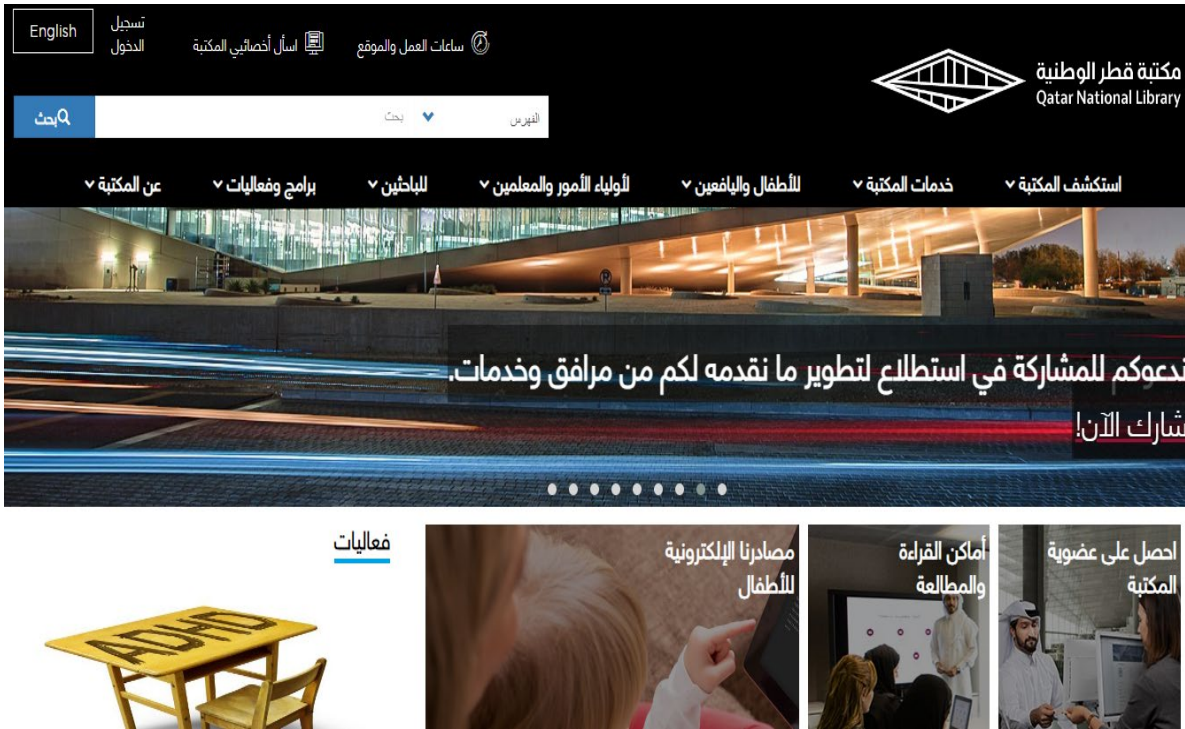 ساعات العمل والموقع
اسأل أخصائيي المكتبة
تسجيل
الدخول
English
مكتبة قطر الوطنية
Qatar National Library
الفهرس
بحث
بحث
استكشف المكتبة
خدمات المكتبة
للأطفال واليافعين
لأولياء الأمور والمعلمين
للباحثين
برامج وفعاليات
عن المكتبة
ندعوكم للمشاركة في استطلاع لتطوير ما نقدمه لكم من مرافق وخدمات.
شارك الآن!
احصل على عضوية
المكتبة
أماكن القراءة
والمطالعة
مصادرنا الإلكترونية
للأطفال
فعاليات
ADHD